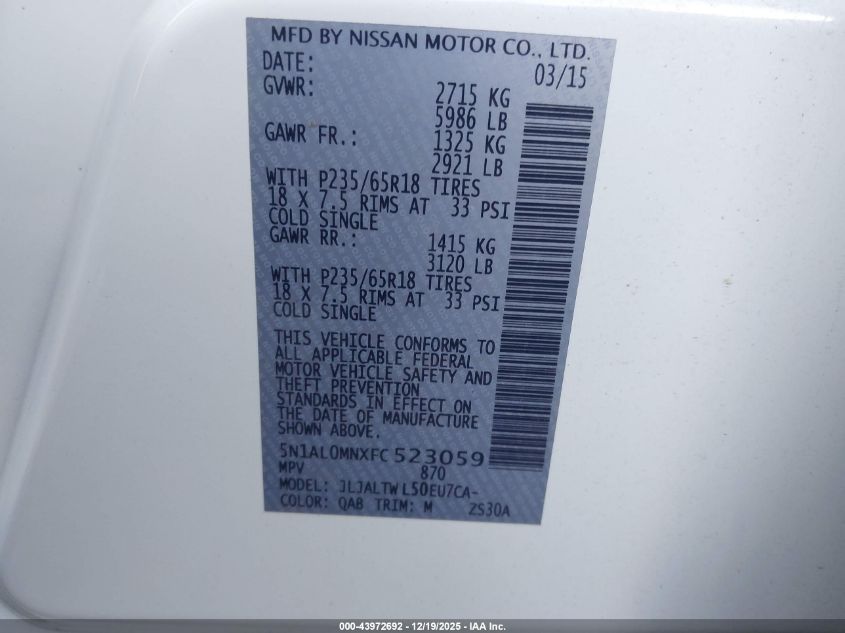 MFD BY NISSAN MOTOR CO., LTD.
DATE: 03/15
GVWR: 2715 KG
5986 LB
GAWR FR.: 1325 KG
2921 LB
WITH P235/65R18 TIRES
18 X 7.5 RIMS AT 33 PSI
COLD SINGLE
GAWR RR.: 1415 KG
3120 LB
WITH P235/65R18 TIRES
18 X 7.5 RIMS AT 33 PSI
COLD SINGLE
THIS VEHICLE CONFORMS TO
ALL APPLICABLE FEDERAL
MOTOR VEHICLE SAFETY AND
THEFT PREVENTION
STANDARDS IN EFFECT ON
THE DATE OF MANUFACTURE
SHOWN ABOVE.
5N1AL0MNXFC523059
MPV 870
MODEL: JLJALTWL50EU7CA-
COLOR: QAB TRIM: M ZS30A
000-43972692 - 12/19/2025 - IAA Inc.